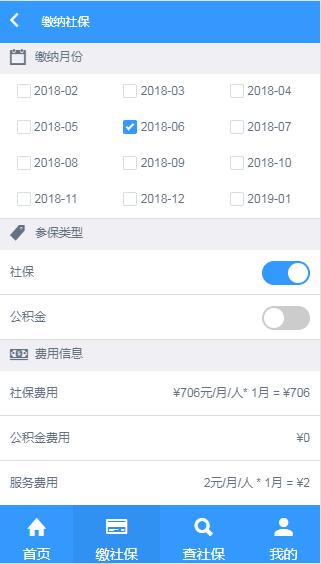 缴纳社保
缴纳月份
2018-02 2018-03 2018-04
2018-05 2018-06 2018-07
2018-08 2018-09 2018-10
2018-11 2018-12 2019-01
参保类型
社保
公积金
费用信息
社保费用 ¥706元/月/人* 1月 = ¥706
公积金费用 ¥0
服务费用 2元/月/人 * 1月 = ¥2
首页 缴社保 查社保 我的